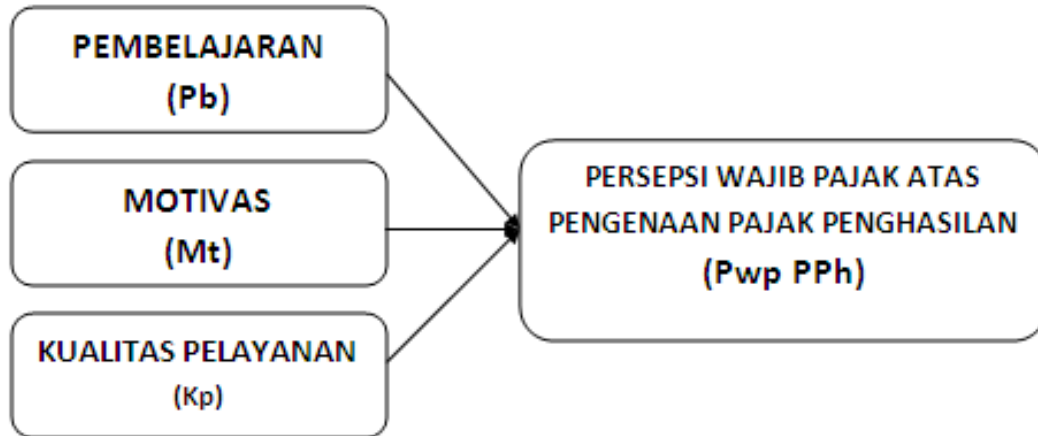 PEMBELAJARAN
(Pb)
MOTIVAS
(Mt)
KUALITAS PELAYANAN
(Kp)
PERSEPSI WAJIB PAJAK ATAS
PENGENAAN PAJAK PENGHASILAN
(Pwp PPh)